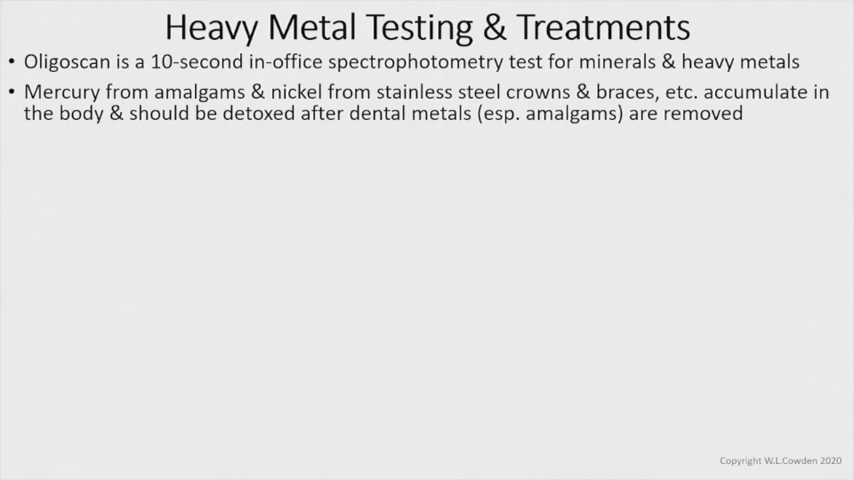 Heavy Metal Testing & Treatments
• Oligoscan is a 10-second in-office spectrophotometry test for minerals & heavy metals
• Mercury from amalgams & nickel from stainless steel crowns & braces, etc. accumulate in
the body & should be detoxed after dental metals (esp. amalgams) are removed
Copyright W.L.Cowden 2020